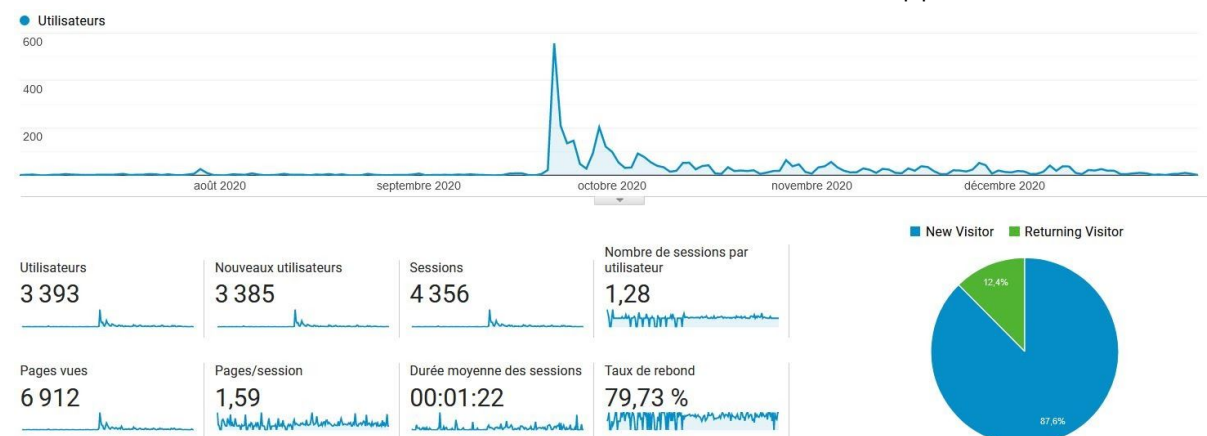 Utilisateurs
600
400
200
août 2020
septembre 2020
octobre 2020
novembre 2020
décembre 2020
New Visitor
Returning Visitor
Utilisateurs
3 393
Nouveaux utilisateurs
3 385
Sessions
4 356
Nombre de sessions par
utilisateur
1,28
Pages vues
6 912
Pages/session
1,59
Durée moyenne des sessions
00:01:22
Taux de rebond
79,73 %
12,4%
87,6%